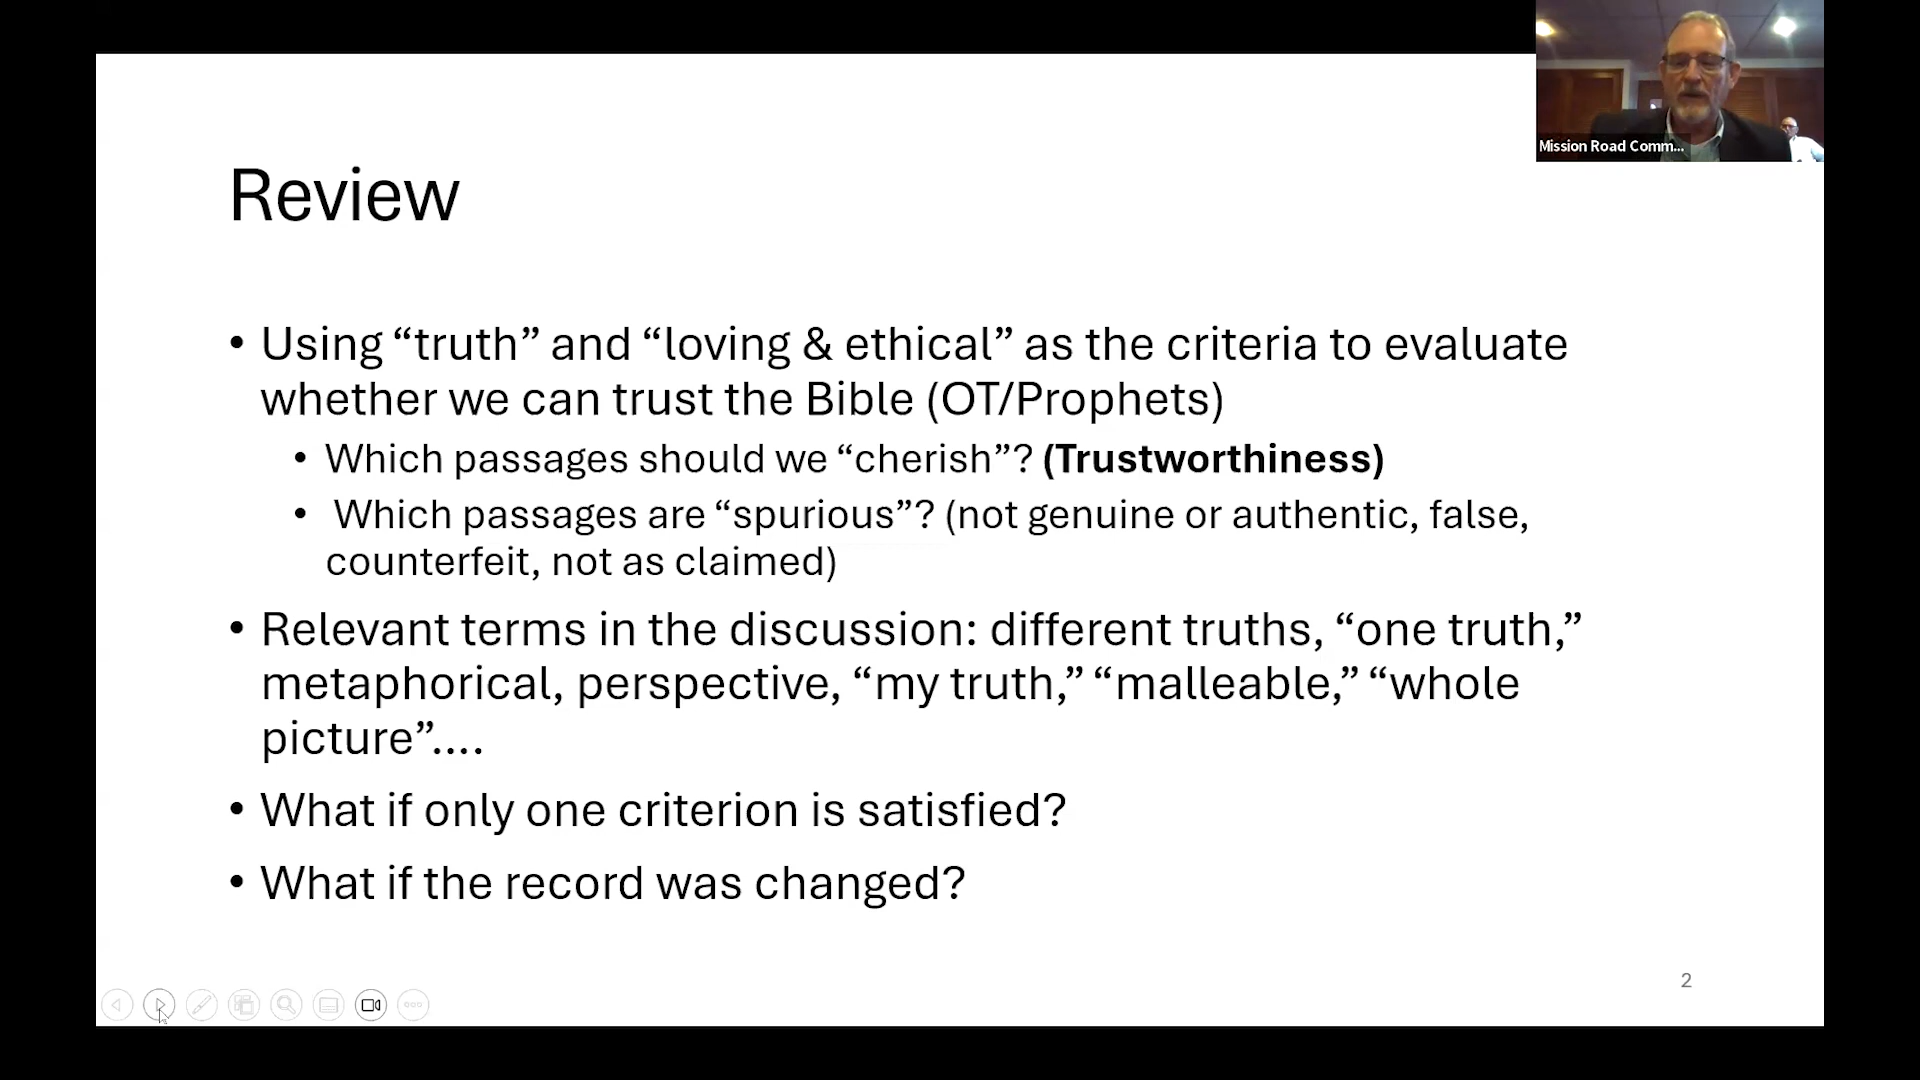 Mission Road Comm...
Review
• Using “truth” and “loving & ethical” as the criteria to evaluate
whether we can trust the Bible (OT/Prophets)
• Which passages should we “cherish”? (Trustworthiness)
• Which passages are “spurious”? (not genuine or authentic, false,
counterfeit, not as claimed)
• Relevant terms in the discussion: different truths, “one truth,”
metaphorical, perspective, “my truth,” “malleable,” “whole
picture”....
• What if only one criterion is satisfied?
• What if the record was changed?
2